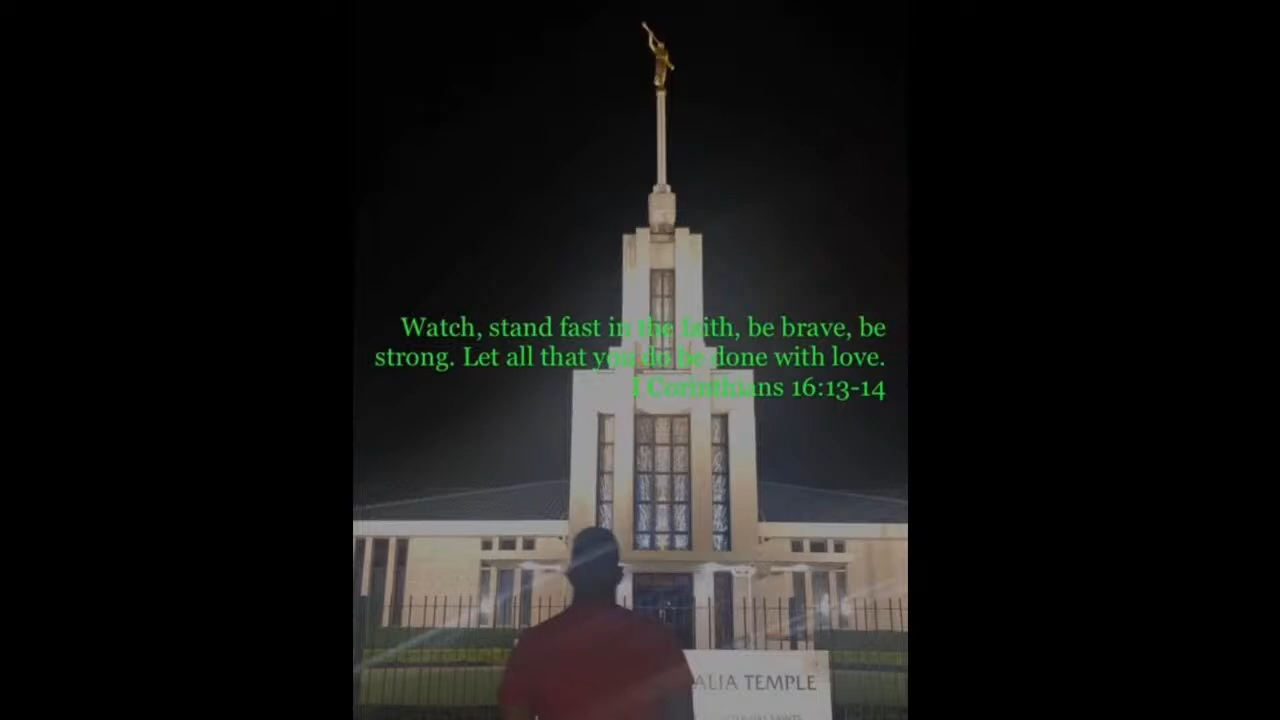 Watch, stand fast in the faith, be brave, be
strong. Let all that you do be done with love.
I Corinthians 16:13-14
ALIA TEMPLE